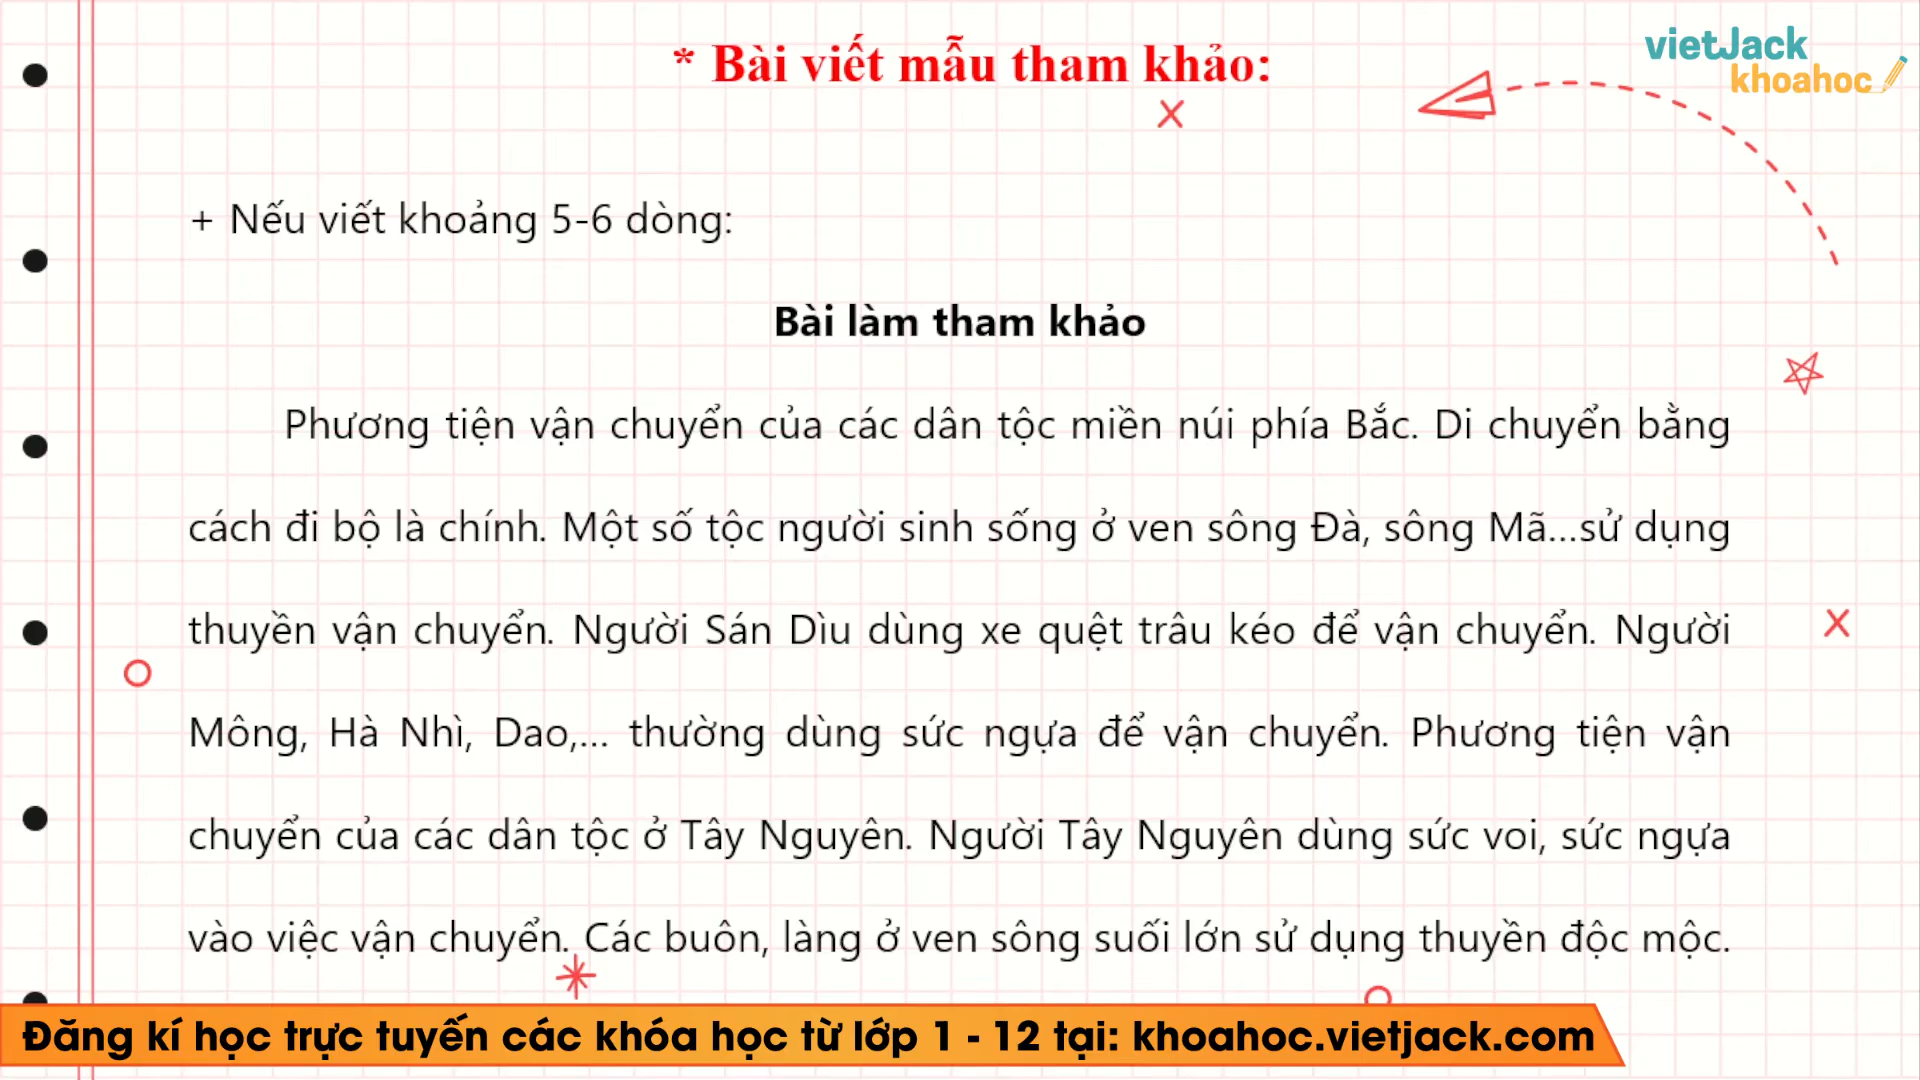 * Bài viết mẫu tham khảo:
vietJack
khoahoc
+ Nếu viết khoảng 5-6 dòng:
Bài làm tham khảo
Phương tiện vận chuyển của các dân tộc miền núi phía Bắc. Di chuyển bằng
cách đi bộ là chính. Một số tộc người sinh sống ở ven sông Đà, sông Mã...sử dụng
thuyền vận chuyển. Người Sán Dìu dùng xe quệt trâu kéo để vận chuyển. Người
Mông, Hà Nhì, Dao,... thường dùng sức ngựa để vận chuyển. Phương tiện vận
chuyển của các dân tộc ở Tây Nguyên. Người Tây Nguyên dùng sức voi, sức ngựa
vào việc vận chuyển. Các buôn, làng ở ven sông suối lớn sử dụng thuyền độc mộc.
Đăng kí học trực tuyến các khóa học từ lớp 1 - 12 tại: khoahoc.vietjack.com